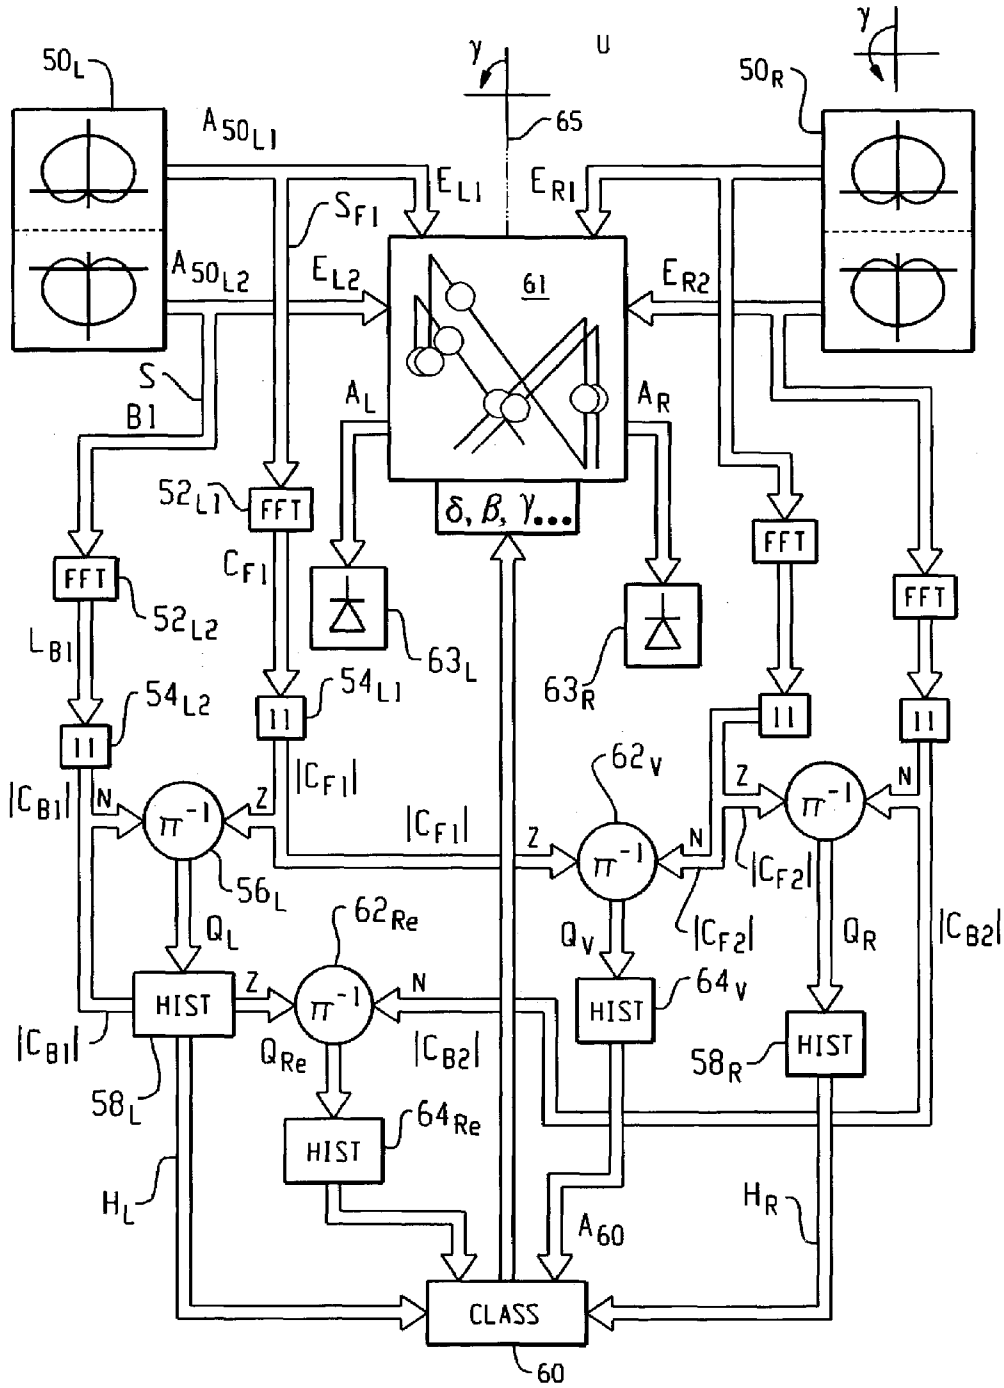 U
γ
γ
50L
50R
A50L1
65
EL1
ER1
SF1
A50L2
EL2
61
ER2
S
B1
AL
AR
52L1
FFT
δ, β, γ...
CF1
FFT
FFT
52L2
FFT
LB1
63L
63R
54L2
54L1
||
||
||
||
62V
|CB1|
N
π⁻¹
Z
|CF1|
|CF1|
Z
π⁻¹
N
Z
π⁻¹
N
|CF2|
56L
QL
62Re
QV
|CF2|
QR
|CB2|
HIST
Z
π⁻¹
N
HIST
64V
|CB1|
QRe
|CB2|
HIST
58R
58L
64Re
HIST
HL
HR
A60
CLASS
60